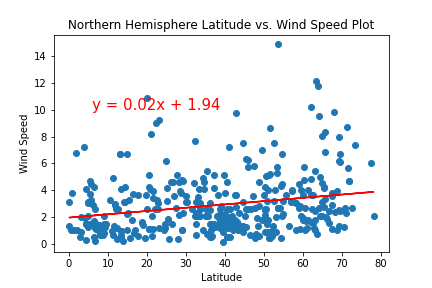 Northern Hemisphere Latitude vs. Wind Speed Plot
14
12
10
8
6
4
2
0
y = 0.02x + 1.94
Wind Speed
0 10 20 30 40 50 60 70 80
Latitude